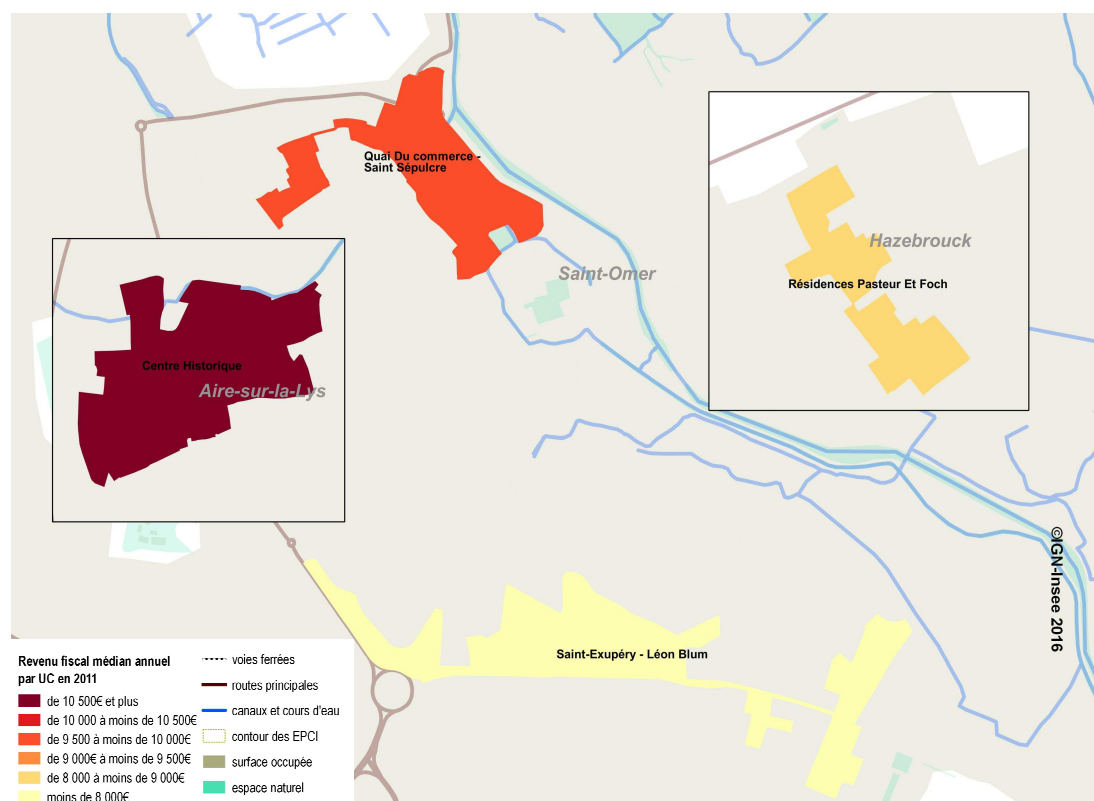 Quai Du commerce -
Saint Sépulcre
Hazebrouck
Saint-Omer
Résidences Pasteur Et Foch
Centre Historique
Aire-sur-la-Lys
©IGN-Insee 2016
Saint-Exupéry - Léon Blum
Revenu fiscal médian annuel
par UC en 2011
de 10 500€ et plus
de 10 000 à moins de 10 500€
de 9 500 à moins de 10 000€
de 9 000€ à moins de 9 500€
de 8 000 à moins de 9 000€
moins de 8 000€
voies ferrées
routes principales
canaux et cours d'eau
contour des EPCI
surface occupée
espace naturel